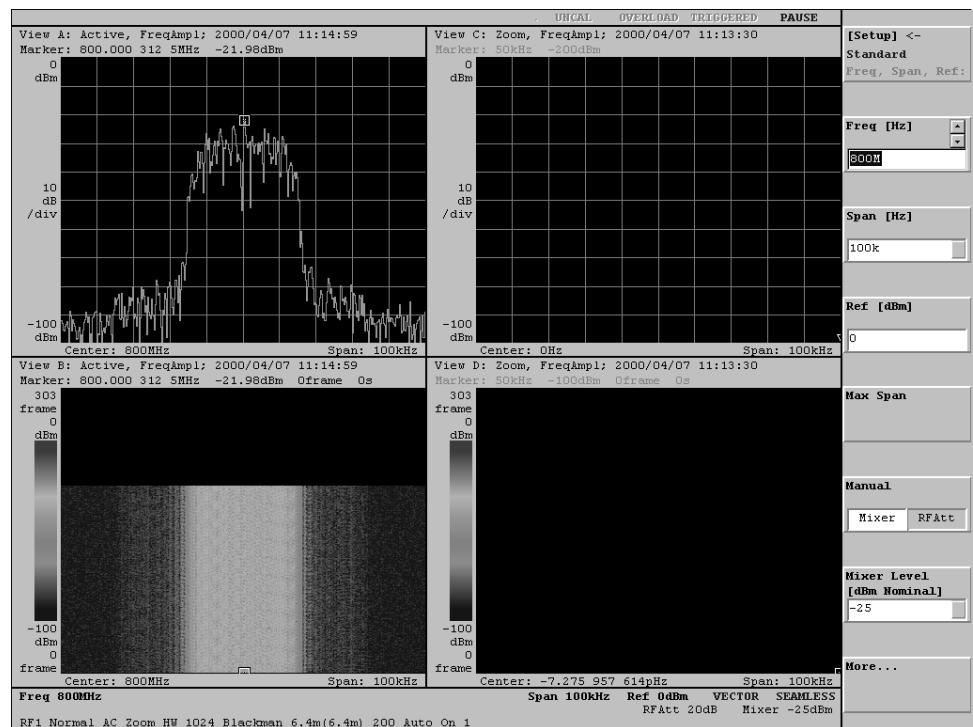 . UNCAL OVERLOAD TRIGGERED PAUSE
View A: Active, FreqAmpl; 2000/04/07 11:14:59
Marker: 800.000 312 5MHz -21.98dBm
0
dBm
10
dB
/div
-100
dBm
Center: 800MHz Span: 100kHz
View C: Zoom, FreqAmpl; 2000/04/07 11:13:30
Marker: 50kHz -200dBm
0
dBm
10
dB
/div
-100
dBm
Center: 0Hz Span: 100kHz
View B: Active, FreqAmpl; 2000/04/07 11:14:59
Marker: 800.000 312 5MHz -21.98dBm 0frame 0s
303
frame
0
dBm
-100
dBm
0
frame
Center: 800MHz Span: 100kHz
View D: Zoom, FreqAmpl; 2000/04/07 11:13:30
Marker: 50kHz -100dBm 0frame 0s
303
frame
0
dBm
-100
dBm
0
frame
Center: -7.275 957 614pHz Span: 100kHz
Freq 800MHz Span 100kHz Ref 0dBm VECTOR SEAMLESS
RFAtt 20dB Mixer -25dBm
RF1 Normal AC Zoom HW 1024 Blackman 6.4m(6.4m) 200 Auto On 1
[Setup] <-
Standard
Freq, Span, Ref:
Freq [Hz]
800M
Span [Hz]
100k
Ref [dBm]
0
Max Span
Manual
Mixer RFAtt
Mixer Level
[dBm Nominal]
-25
More...